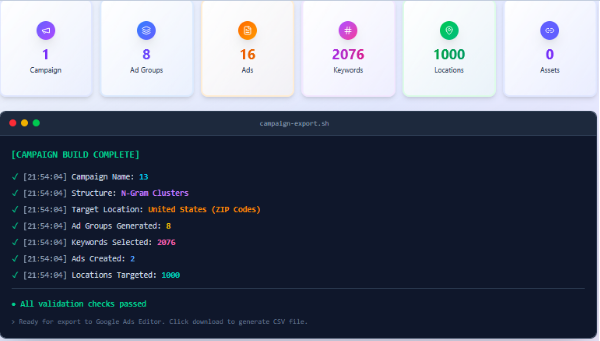 1
Campaign
8
Ad Groups
16
Ads
2076
Keywords
1000
Locations
0
Assets
campaign-export.sh
[CAMPAIGN BUILD COMPLETE]
✓ [21:54:04] Campaign Name: 13
✓ [21:54:04] Structure: N-Gram Clusters
✓ [21:54:04] Target Location: United States (ZIP Codes)
✓ [21:54:04] Ad Groups Generated: 8
✓ [21:54:04] Keywords Selected: 2076
✓ [21:54:04] Ads Created: 2
✓ [21:54:04] Locations Targeted: 1000
● All validation checks passed
> Ready for export to Google Ads Editor. Click download to generate CSV file.